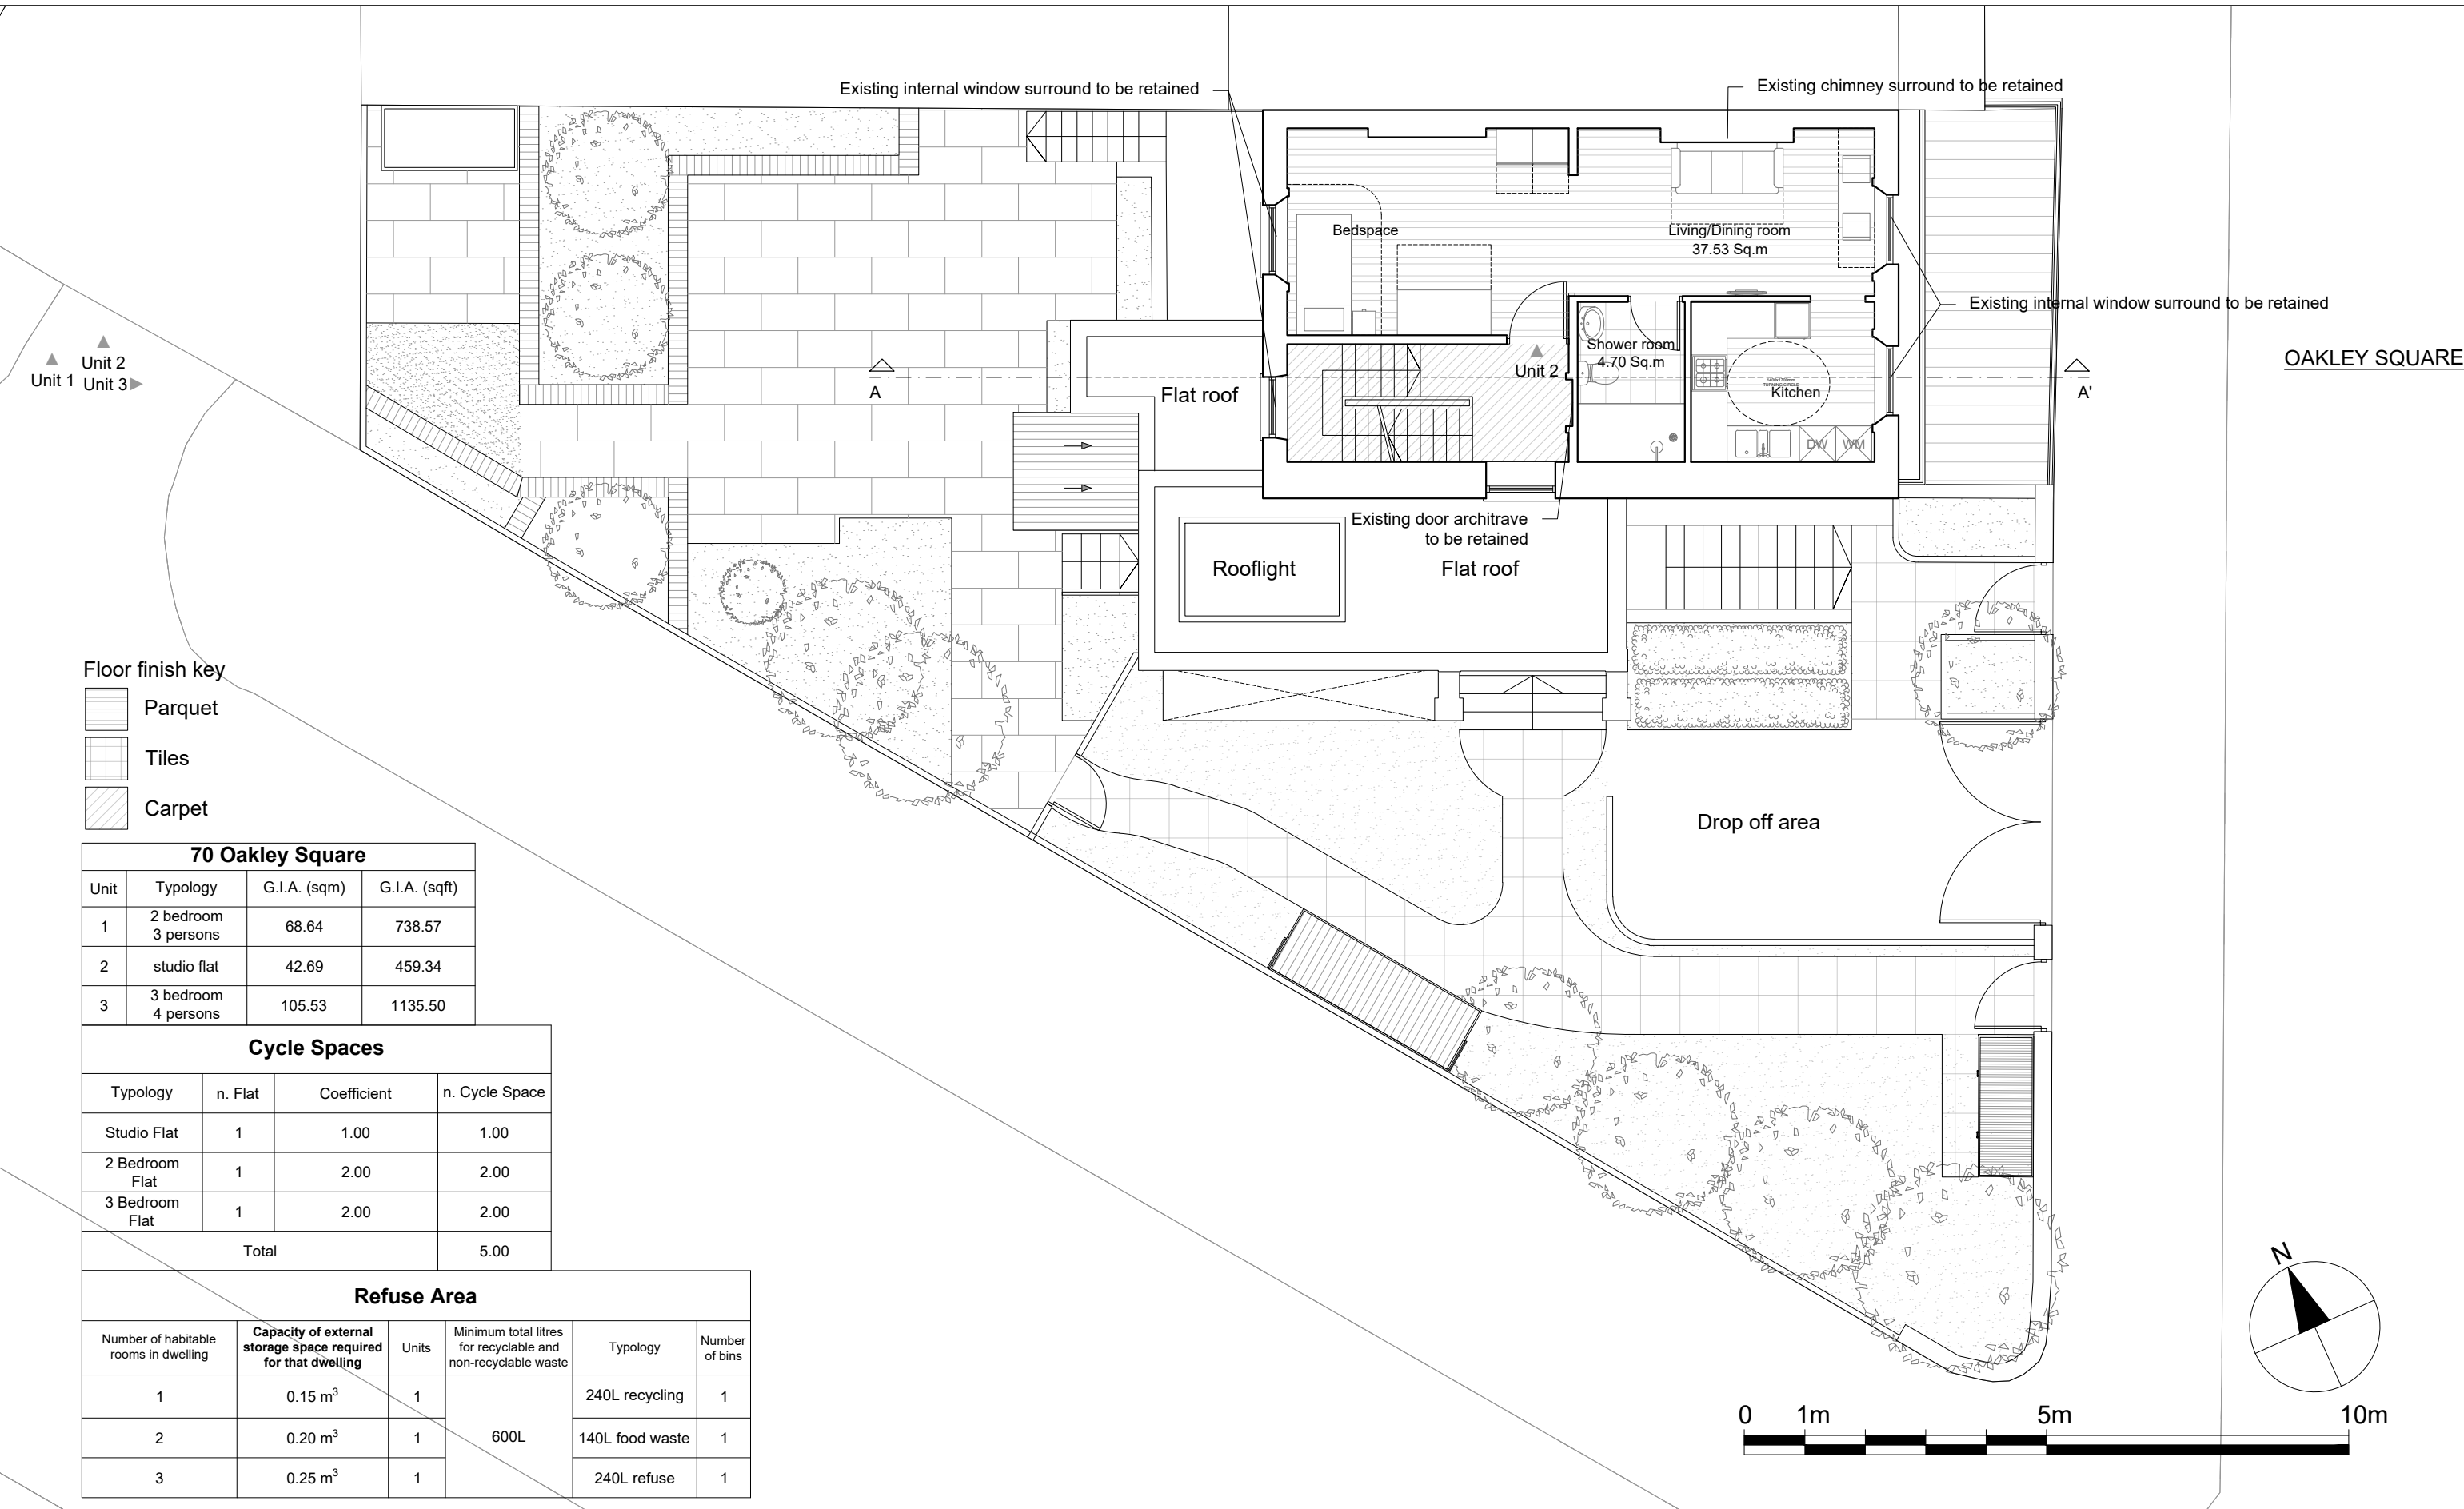 Existing internal window surround to be retained
Existing chimney surround to be retained
Bedspace
Living/Dining room
37.53 Sq.m
Existing internal window surround to be retained
Unit 2
Unit 1
Unit 3
OAKLEY SQUARE
Shower room
4.70 Sq.m
Unit 2
A
A'
Kitchen
Flat roof
DW
WM
Existing door architrave
to be retained
Rooflight
Flat roof
Drop off area
Floor finish key
Parquet
Tiles
Carpet
70 Oakley Square
Unit Typology G.I.A. (sqm) G.I.A. (sqft)
1 2 bedroom 3 persons 68.64 738.57
2 studio flat 42.69 459.34
3 3 bedroom 4 persons 105.53 1135.50
Cycle Spaces
Typology n. Flat Coefficient n. Cycle Space
Studio Flat 1 1.00 1.00
2 Bedroom Flat 1 2.00 2.00
3 Bedroom Flat 1 2.00 2.00
Total 5.00
Refuse Area
Number of habitable rooms in dwelling Capacity of external storage space required for that dwelling Units Minimum total litres for recyclable and non-recyclable waste Typology Number of bins
1 0.15 m³ 1 600L 240L recycling 1
2 0.20 m³ 1 140L food waste 1
3 0.25 m³ 1 240L refuse 1
N
0 1m 5m 10m